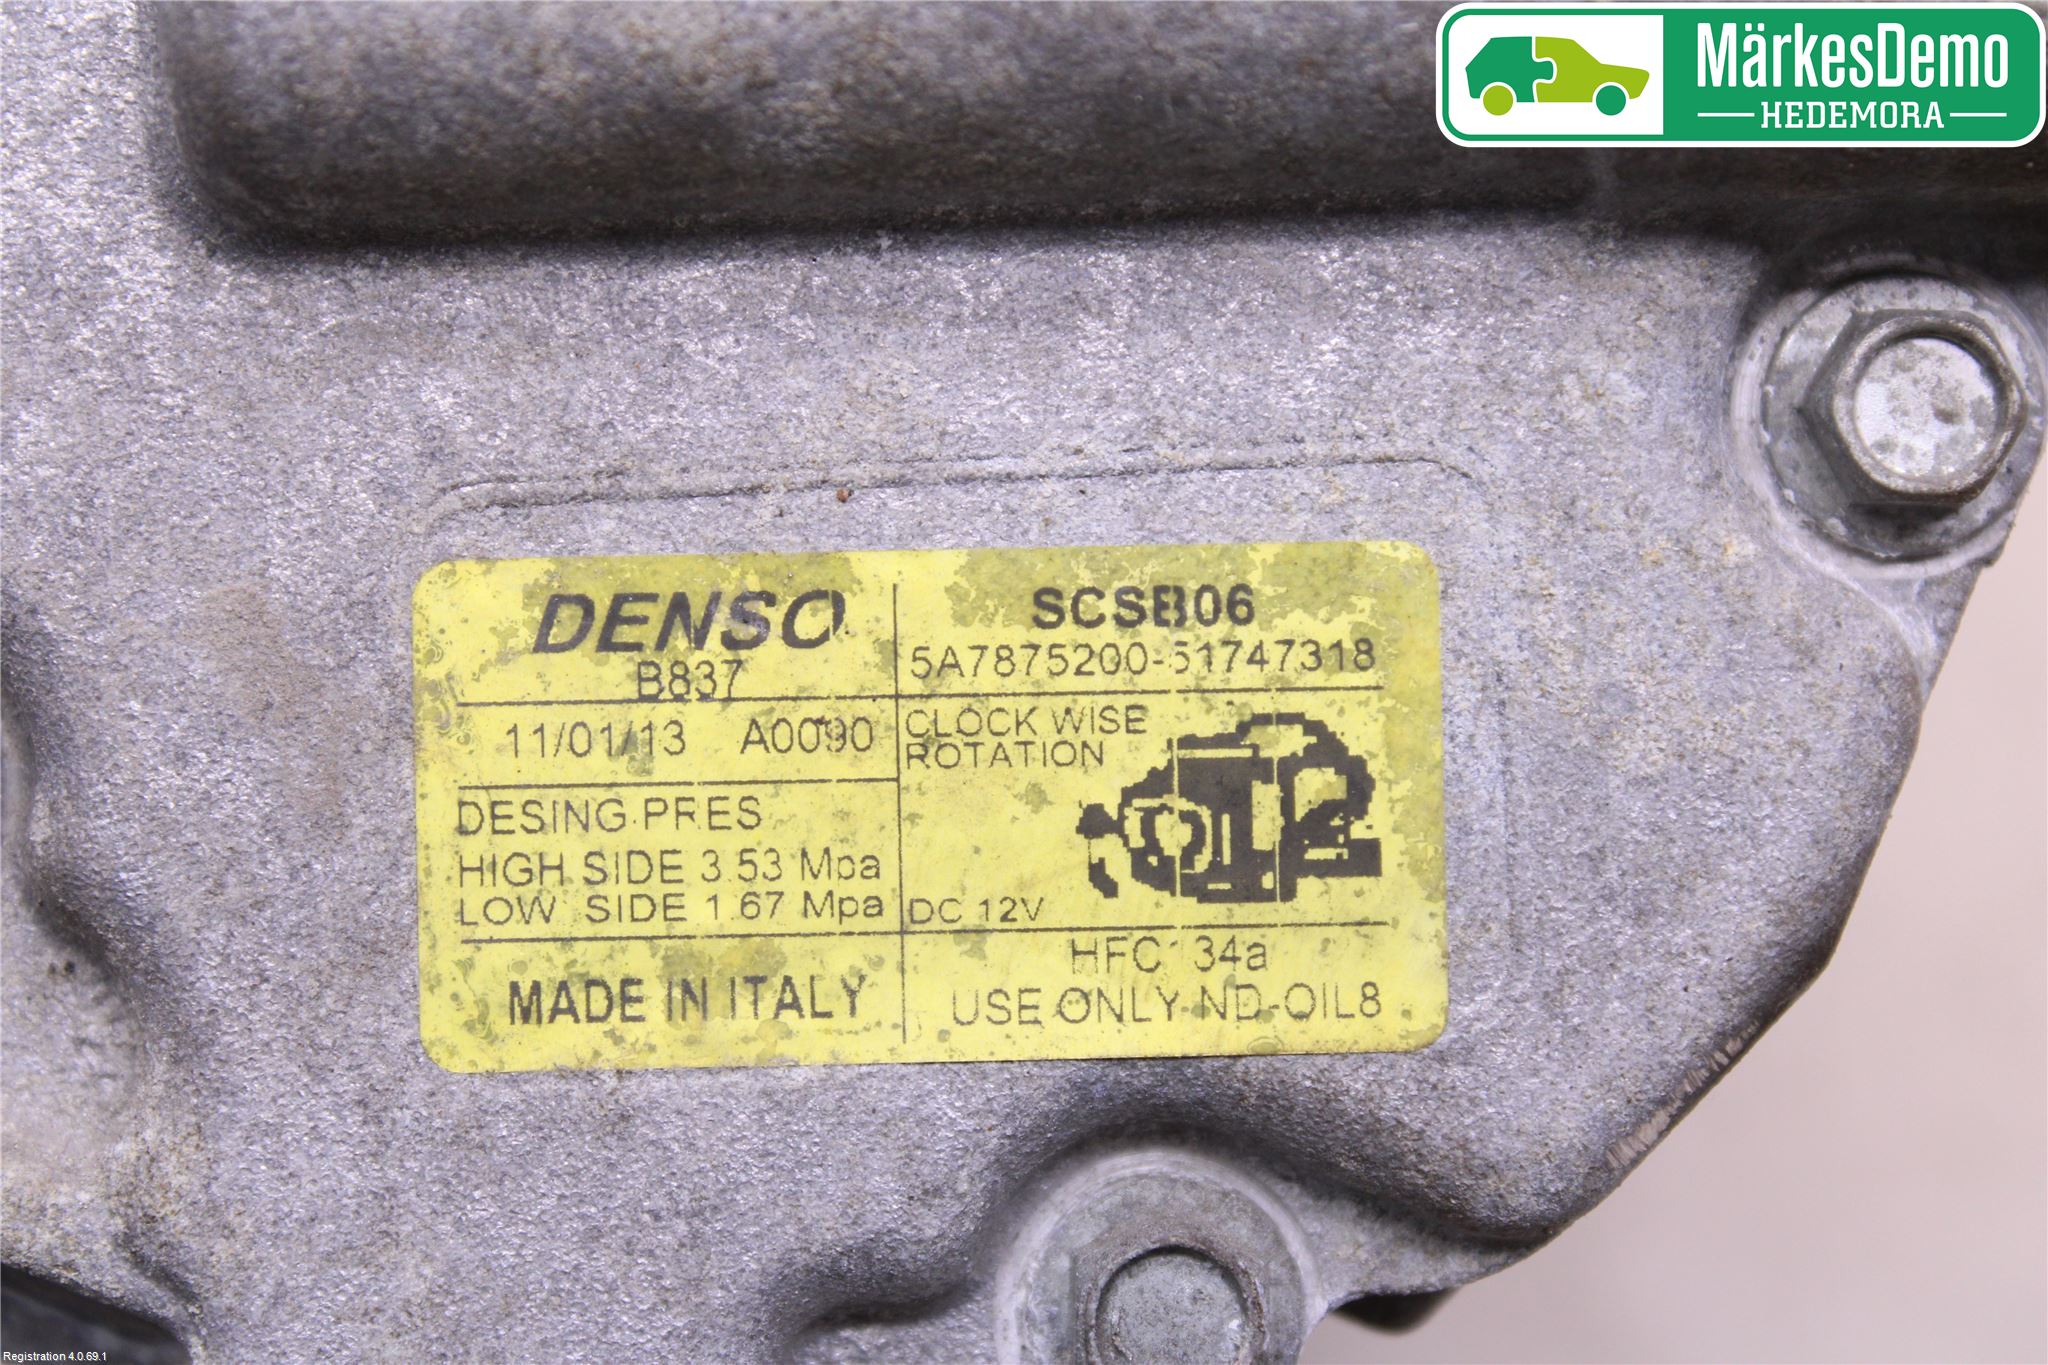 MärkesDemo
HEDEMORA
DENSO
B837
11/01/13 A0090
DESING PRES
HIGH SIDE 3.53 Mpa
LOW SIDE 1.67 Mpa
MADE IN ITALY
SCSB06
5A7875200-51747318
CLOCK WISE
ROTATION
DC 12V
HFC134a
USE ONLY ND-OIL8
Registration 4.0.69.1